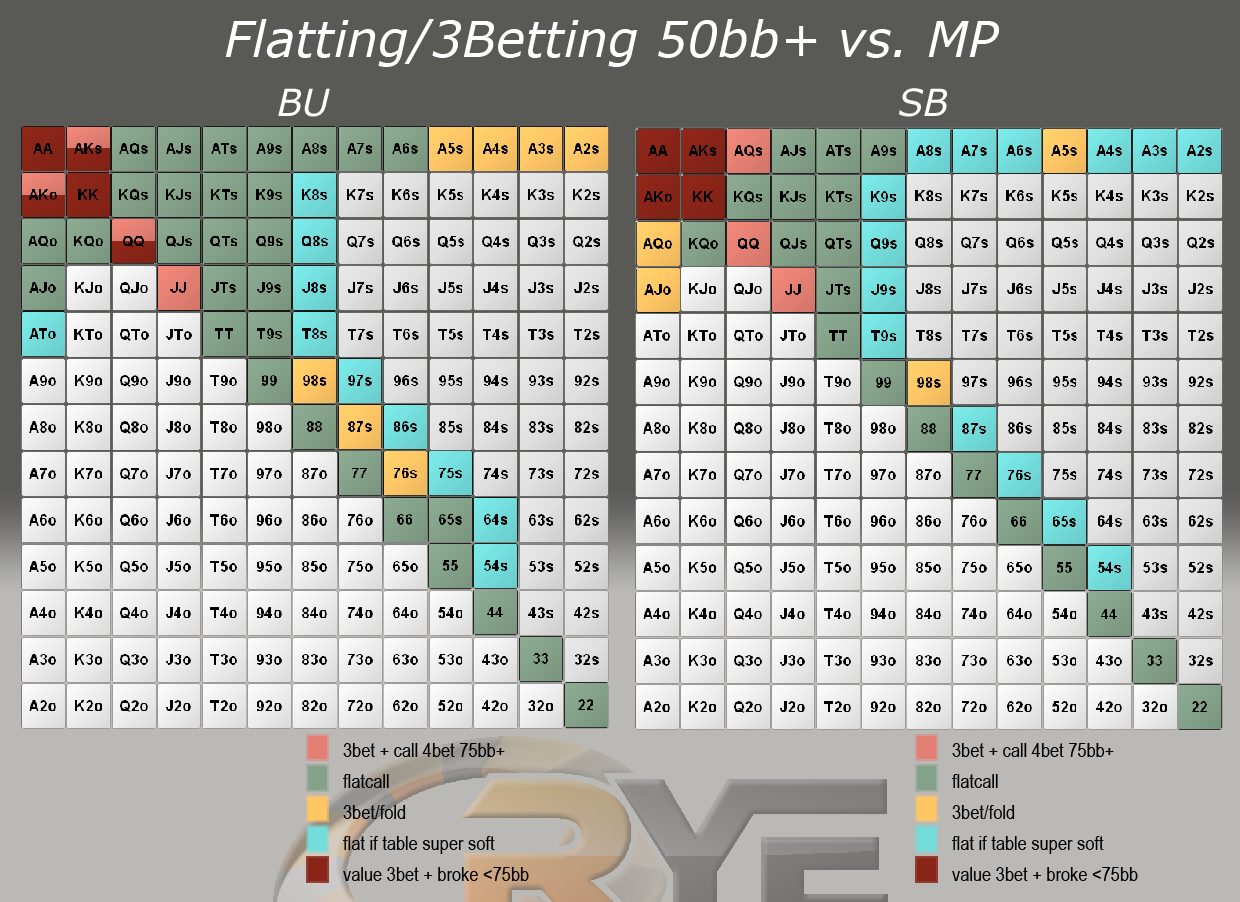 Flatting/3Betting 50bb+ vs. MP
BU
AA AKs AQs AJs ATs A9s A8s A7s A6s A5s A4s A3s A2s
AKo KK KQs KJs KTs K9s K8s K7s K6s K5s K4s K3s K2s
AQo KQo QQ QJs QTs Q9s Q8s Q7s Q6s Q5s Q4s Q3s Q2s
AJo KJo QJo JJ JTs J9s J8s J7s J6s J5s J4s J3s J2s
ATo KTo QTo JTo TT T9s T8s T7s T6s T5s T4s T3s T2s
A9o K9o Q9o J9o T9o 99 98s 97s 96s 95s 94s 93s 92s
A8o K8o Q8o J8o T8o 98o 88 87s 86s 85s 84s 83s 82s
A7o K7o Q7o J7o T7o 97o 87o 77 76s 75s 74s 73s 72s
A6o K6o Q6o J6o T6o 96o 86o 76o 66 65s 64s 63s 62s
A5o K5o Q5o J5o T5o 95o 85o 75o 65o 55 54s 53s 52s
A4o K4o Q4o J4o T4o 94o 84o 74o 64o 54o 44 43s 42s
A3o K3o Q3o J3o T3o 93o 83o 73o 63o 53o 43o 33 32s
A2o K2o Q2o J2o T2o 92o 82o 72o 62o 52o 42o 32o 22
3bet + call 4bet 75bb+
flatcall
3bet/fold
flat if table super soft
value 3bet + broke <75bb
SB
AA AKs AQs AJs ATs A9s A8s A7s A6s A5s A4s A3s A2s
AKo KK KQs KJs KTs K9s K8s K7s K6s K5s K4s K3s K2s
AQo KQo QQ QJs QTs Q9s Q8s Q7s Q6s Q5s Q4s Q3s Q2s
AJo KJo QJo JJ JTs J9s J8s J7s J6s J5s J4s J3s J2s
ATo KTo QTo JTo TT T9s T8s T7s T6s T5s T4s T3s T2s
A9o K9o Q9o J9o T9o 99 98s 97s 96s 95s 94s 93s 92s
A8o K8o Q8o J8o T8o 98o 88 87s 86s 85s 84s 83s 82s
A7o K7o Q7o J7o T7o 97o 87o 77 76s 75s 74s 73s 72s
A6o K6o Q6o J6o T6o 96o 86o 76o 66 65s 64s 63s 62s
A5o K5o Q5o J5o T5o 95o 85o 75o 65o 55 54s 53s 52s
A4o K4o Q4o J4o T4o 94o 84o 74o 64o 54o 44 43s 42s
A3o K3o Q3o J3o T3o 93o 83o 73o 63o 53o 43o 33 32s
A2o K2o Q2o J2o T2o 92o 82o 72o 62o 52o 42o 32o 22
3bet + call 4bet 75bb+
flatcall
3bet/fold
flat if table super soft
value 3bet + broke <75bb
RYE